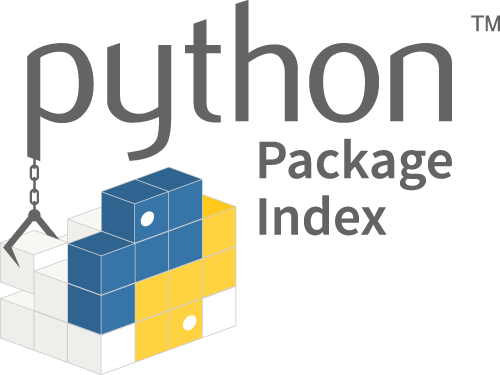 python™
Package
Index